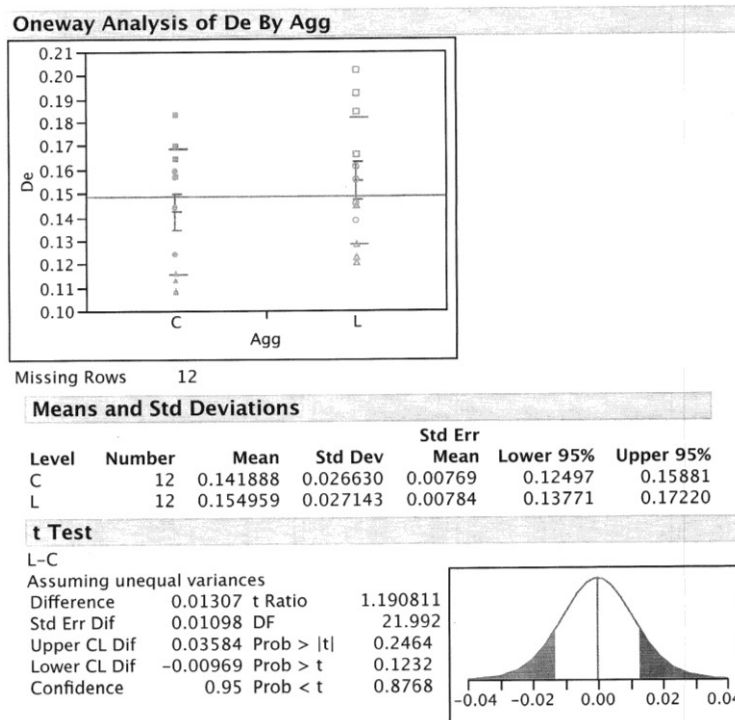 Oneway Analysis of De By Agg
0.21
0.20
0.19
0.18
0.17
0.16
0.15
0.14
0.13
0.12
0.11
0.10
De
C L
Agg
Missing Rows 12
Means and Std Deviations
Std Err
Level Number Mean Std Dev Mean Lower 95% Upper 95%
C 12 0.141888 0.026630 0.00769 0.12497 0.15881
L 12 0.154959 0.027143 0.00784 0.13771 0.17220
t Test
L-C
Assuming unequal variances
Difference 0.01307 t Ratio 1.190811
Std Err Dif 0.01098 DF 21.992
Upper CL Dif 0.03584 Prob > |t| 0.2464
Lower CL Dif -0.00969 Prob > t 0.1232
Confidence 0.95 Prob < t 0.8768
-0.04 -0.02 0.00 0.02 0.04